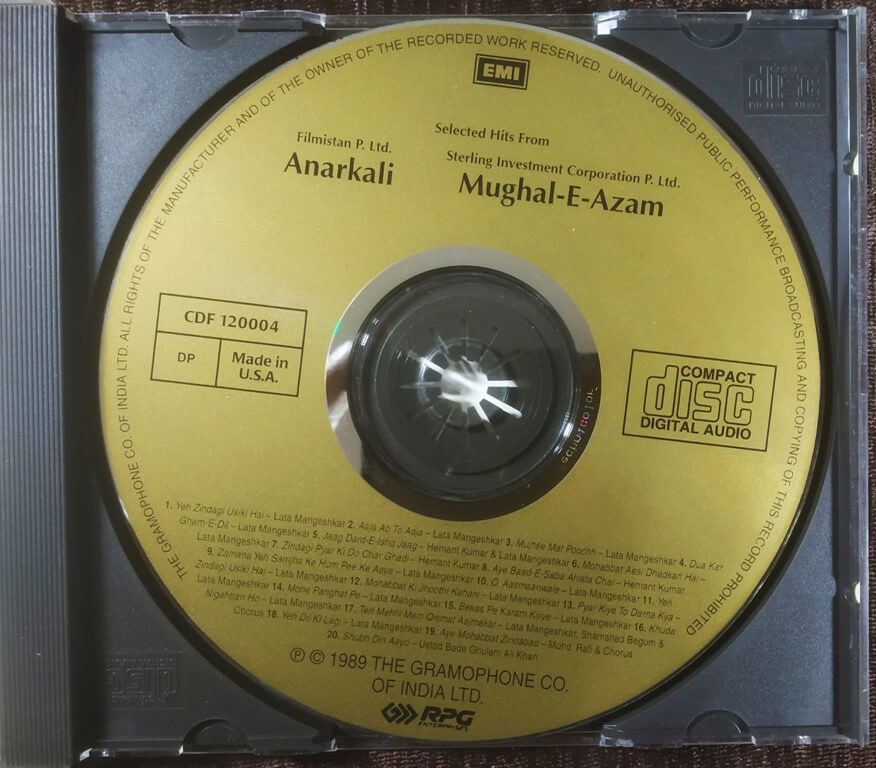 THE GRAMOPHONE CO. OF INDIA LTD. ALL RIGHTS OF THE MANUFACTURER AND OF THE OWNER OF THE RECORDED WORK RESERVED. UNAUTHORISED PUBLIC PERFORMANCE BROADCASTING AND COPYING OF THIS RECORD PROHIBITED
EMI
Selected Hits From
Filmistan P. Ltd.
Anarkali
Sterling Investment Corporation P. Ltd.
Mughal-E-Azam
CDF 120004
DP
Made in
U.S.A.
COMPACT
disc
DIGITAL AUDIO
1. Yeh Zindagi Usiki Hai – Lata Mangeshkar 2. Aaja Ab To Aaja – Lata Mangeshkar 3. Mujhse Mat Poochh – Lata Mangeshkar 4. Dua Kar
Gham-E-Dil – Lata Mangeshkar 5. Jaag Dard-E-Ishq Jaag – Hemant Kumar & Lata Mangeshkar 6. Mohabbat Aesi Dhadkan Hai –
Lata Mangeshkar 7. Zindagi Pyar Ki Do Char Ghadi – Hemant Kumar 8. Aye Baad-E-Saba Ahista Chal – Hemant Kumar
9. Zamana Yeh Samjha Ke Hum Pee Ke Aaye – Lata Mangeshkar 10. O. Aasmaanwale – Lata Mangeshkar 11. Yeh
Zindagi Usiki Hai – Lata Mangeshkar 12. Mohabbat Ki Jhoothi Kahani – Lata Mangeshkar 13. Pyar Kiya To Darna Kya –
Lata Mangeshkar 14. Mohe Panghat Pe – Lata Mangeshkar 15. Bekas Pe Karam Kijiye – Lata Mangeshkar 16. Khuda
Nigehban Ho – Lata Mangeshkar 17. Teri Mehfil Mein Qismat Aajmakar – Lata Mangeshkar, Shamshad Begum &
Chorus 18. Yeh Dil Ki Lagi – Lata Mangeshkar 19. Aye Mohabbat Zindabad – Mohd. Rafi & Chorus
20. Shubh Din Aayo – Ustad Bade Ghulam Ali Khan
Ⓟ © 1989 THE GRAMOPHONE CO.
OF INDIA LTD.
RPG
ENTERPRISES